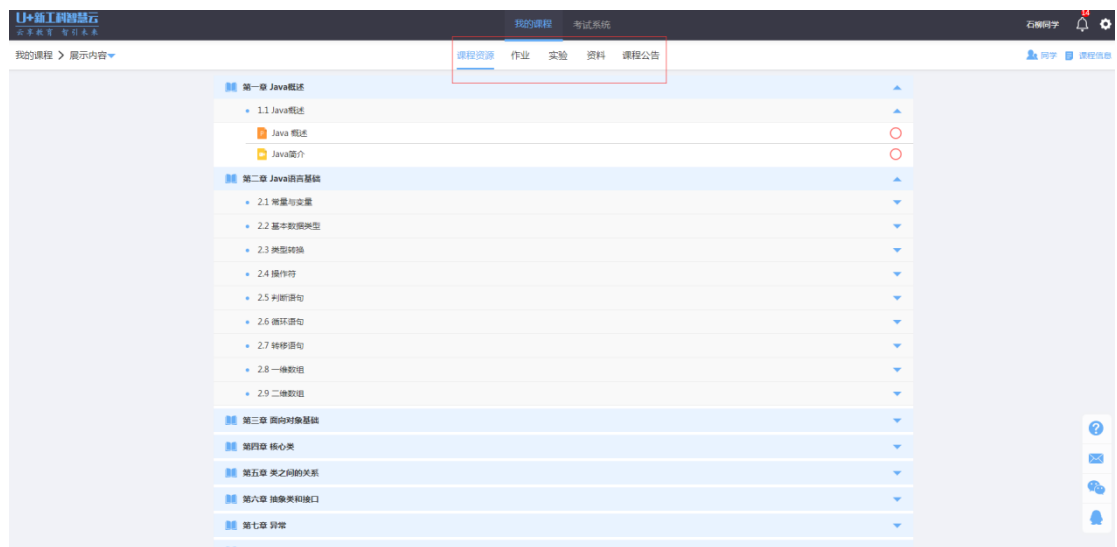 U+新工科智慧云
云享教育 智引未来
我的课程 考试系统
石榴同学 14
我的课程 > 展示内容
课程资源 作业 实验 资料 课程公告
同学 课程信息
第一章 Java概述
1.1 Java概述
Java 概述
Java简介
第二章 Java语言基础
2.1 常量与变量
2.2 基本数据类型
2.3 类型转换
2.4 操作符
2.5 判断语句
2.6 循环语句
2.7 转移语句
2.8 一维数组
2.9 二维数组
第三章 面向对象基础
第四章 核心类
第五章 类之间的关系
第六章 抽象类和接口
第七章 异常